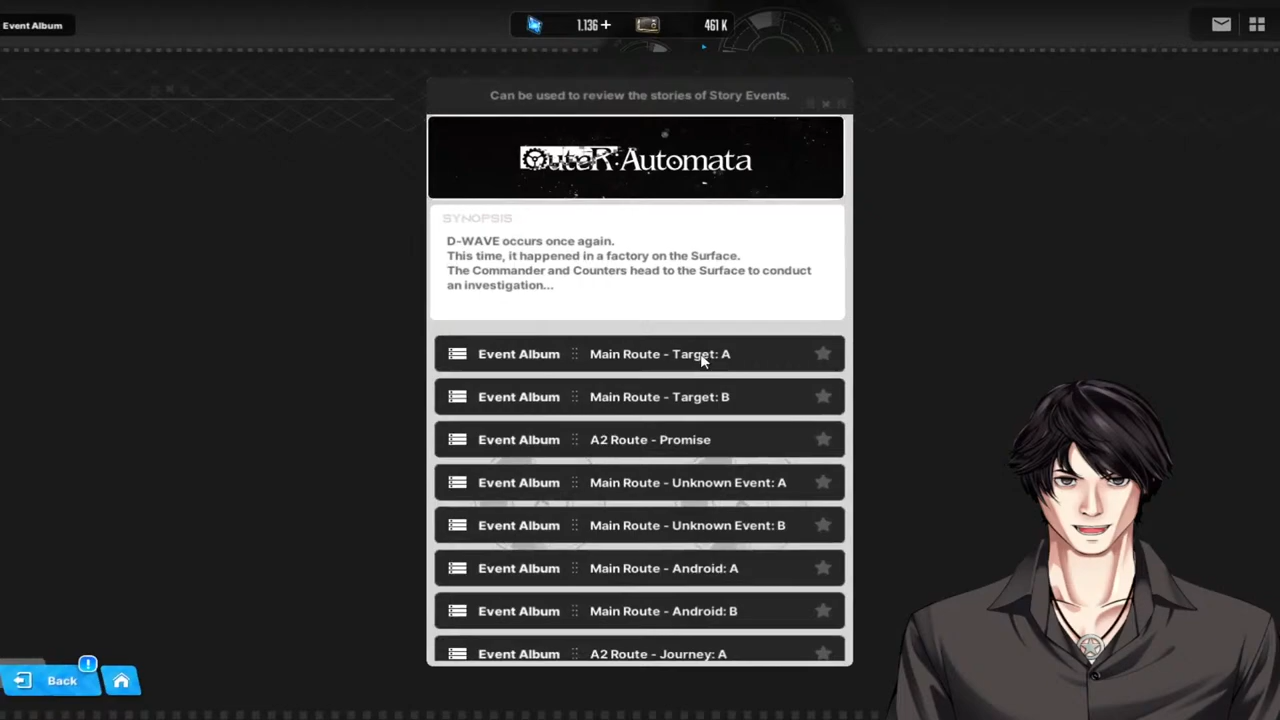 Event Album
1,136 +
461 K
Can be used to review the stories of Story Events.
OuteR: Automata
SYNOPSIS
D-WAVE occurs once again.
This time, it happened in a factory on the Surface.
The Commander and Counters head to the Surface to conduct
an investigation...
Event Album Main Route - Target: A
Event Album Main Route - Target: B
Event Album A2 Route - Promise
Event Album Main Route - Unknown Event: A
Event Album Main Route - Unknown Event: B
Event Album Main Route - Android: A
Event Album Main Route - Android: B
Event Album A2 Route - Journey: A
Back !